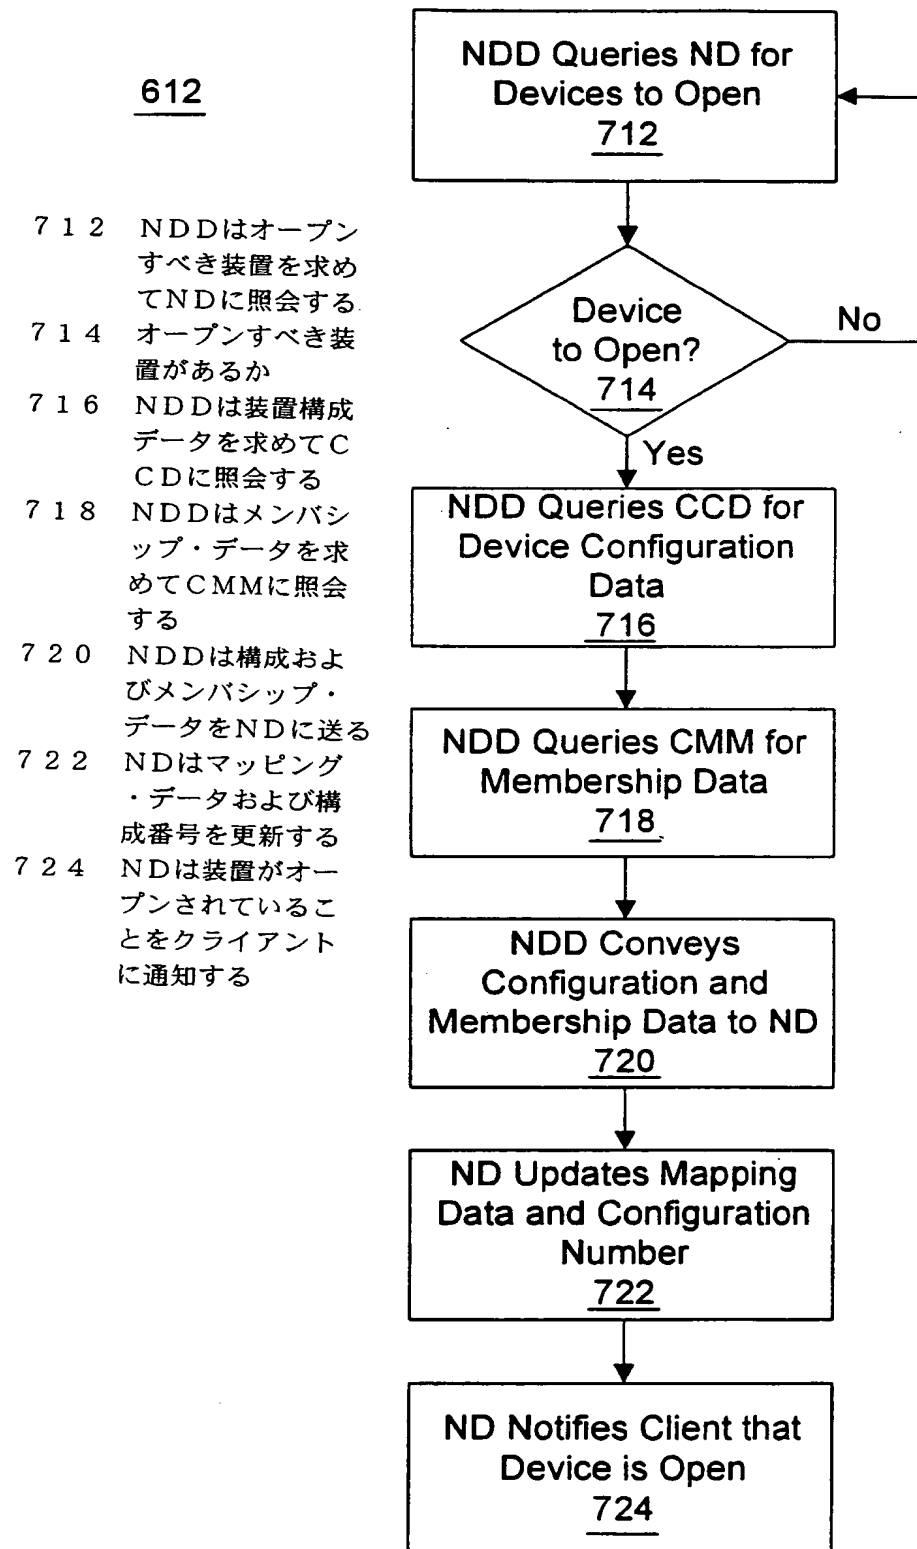 612
７１２　ＮＤＤはオープン
すべき装置を求め
てＮＤに照会する
７１４　オープンすべき装
置があるか
７１６　ＮＤＤは装置構成
データを求めてＣ
ＣＤに照会する
７１８　ＮＤＤはメンバシ
ップ・データを求
めてＣＭＭに照会
する
７２０　ＮＤＤは構成およ
びメンバシップ・
データをＮＤに送る
７２２　ＮＤはマッピング
・データおよび構
成番号を更新する
７２４　ＮＤは装置がオー
プンされているこ
とをクライアント
に通知する
NDD Queries ND for
Devices to Open
712
Device
to Open?
714
No
Yes
NDD Queries CCD for
Device Configuration
Data
716
NDD Queries CMM for
Membership Data
718
NDD Conveys
Configuration and
Membership Data to ND
720
ND Updates Mapping
Data and Configuration
Number
722
ND Notifies Client that
Device is Open
724